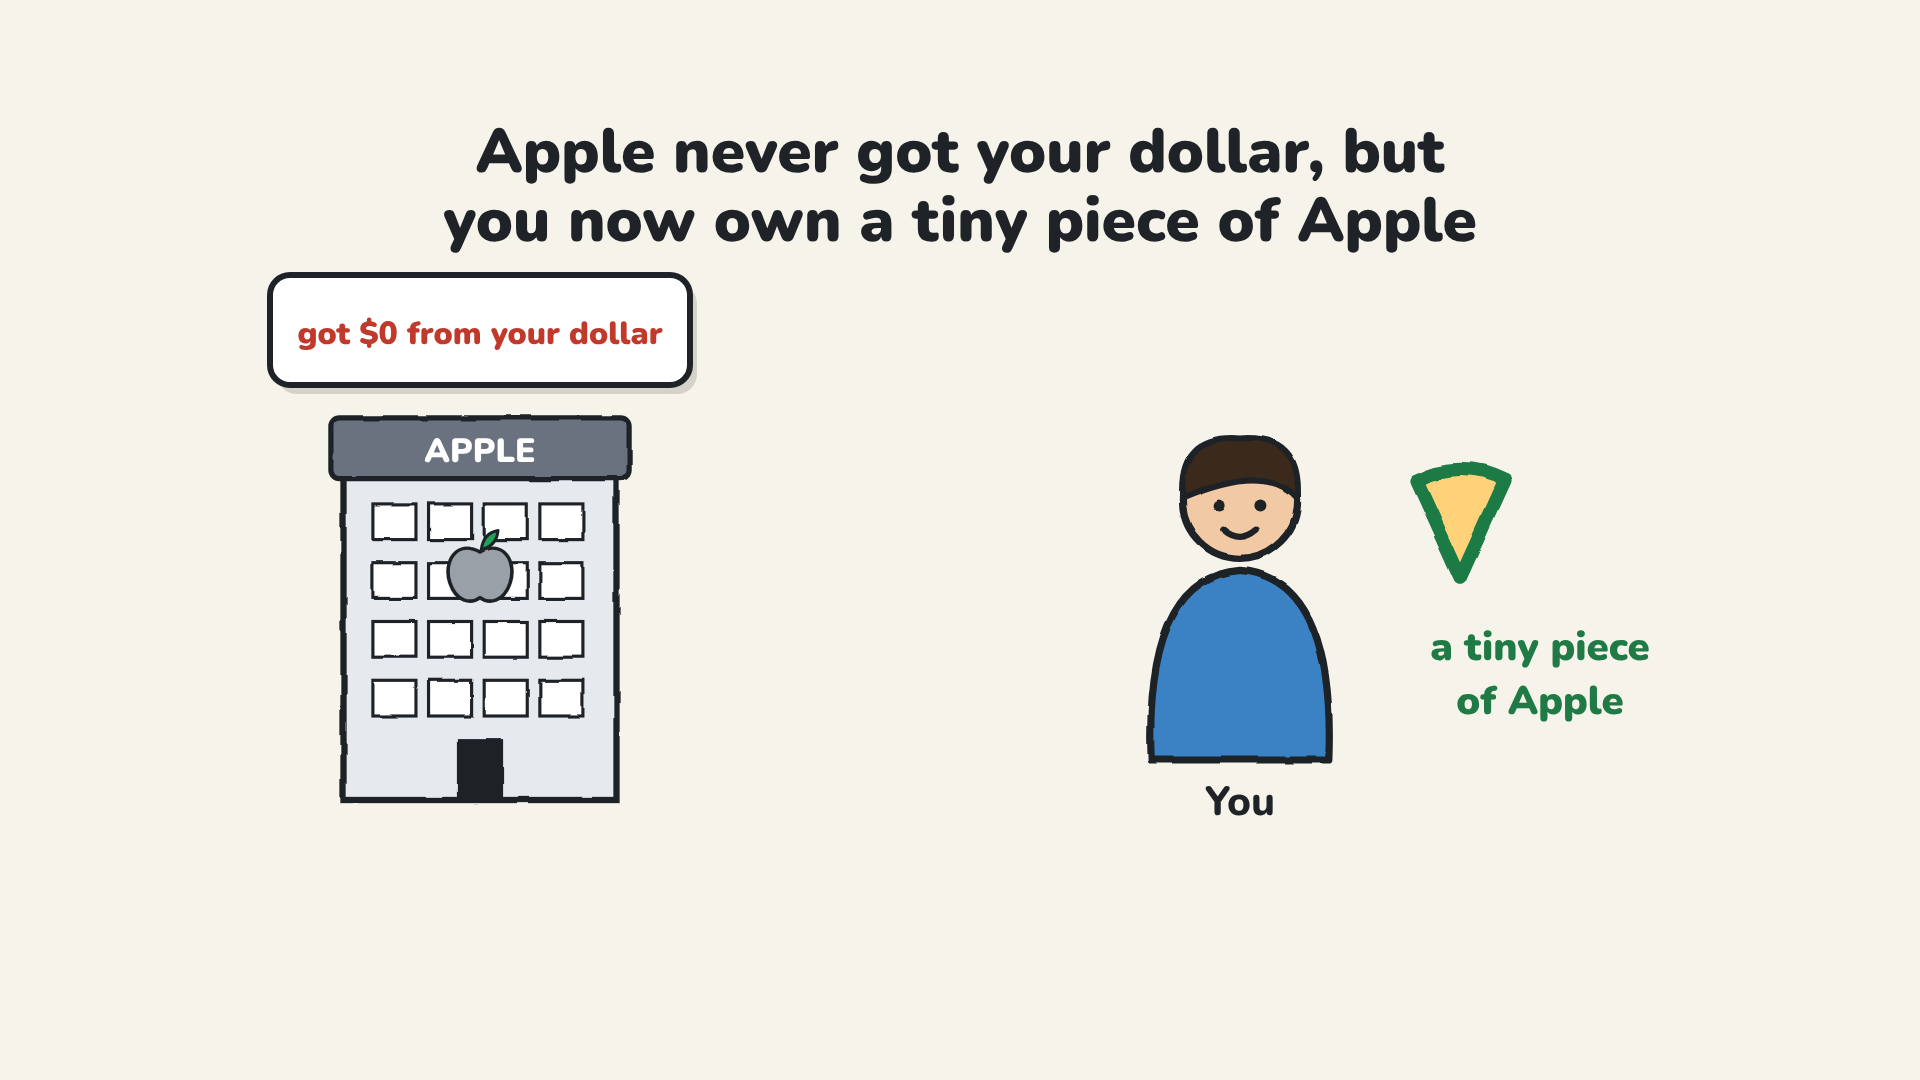 Apple never got your dollar, but
you now own a tiny piece of Apple
got $0 from your dollar
APPLE
a tiny piece
of Apple
You